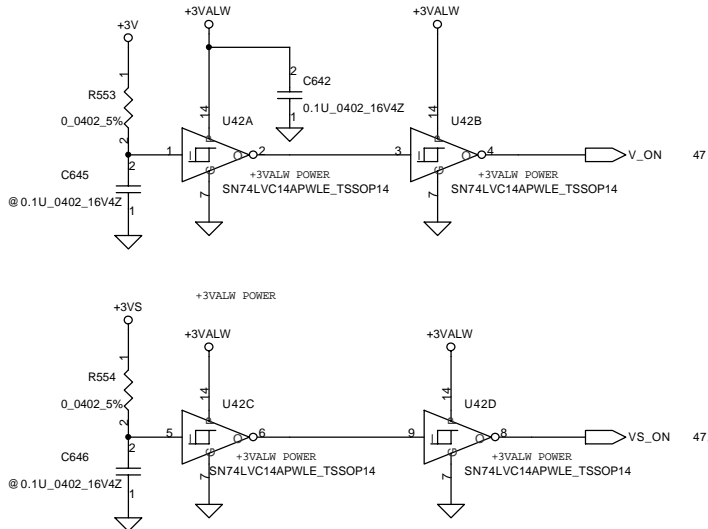 +3V
+3VALW
+3VALW
1
R553
0_0402_5%
2
14
2
C642
1
0.1U_0402_16V4Z
14
U42A
U42B
1
I
P
O
G
2
3
I
P
O
G
4
V_ON 47
2
C645
@0.1U_0402_16V4Z
1
7
+3VALW POWER
SN74LVC14APWLE_TSSOP14
7
+3VALW POWER
SN74LVC14APWLE_TSSOP14
+3VALW POWER
+3VS
+3VALW
+3VALW
1
R554
0_0402_5%
2
14
U42C
14
U42D
5
I
P
O
G
6
9
I
P
O
G
8
VS_ON 47
2
C646
@0.1U_0402_16V4Z
1
7
+3VALW POWER
SN74LVC14APWLE_TSSOP14
7
+3VALW POWER
SN74LVC14APWLE_TSSOP14